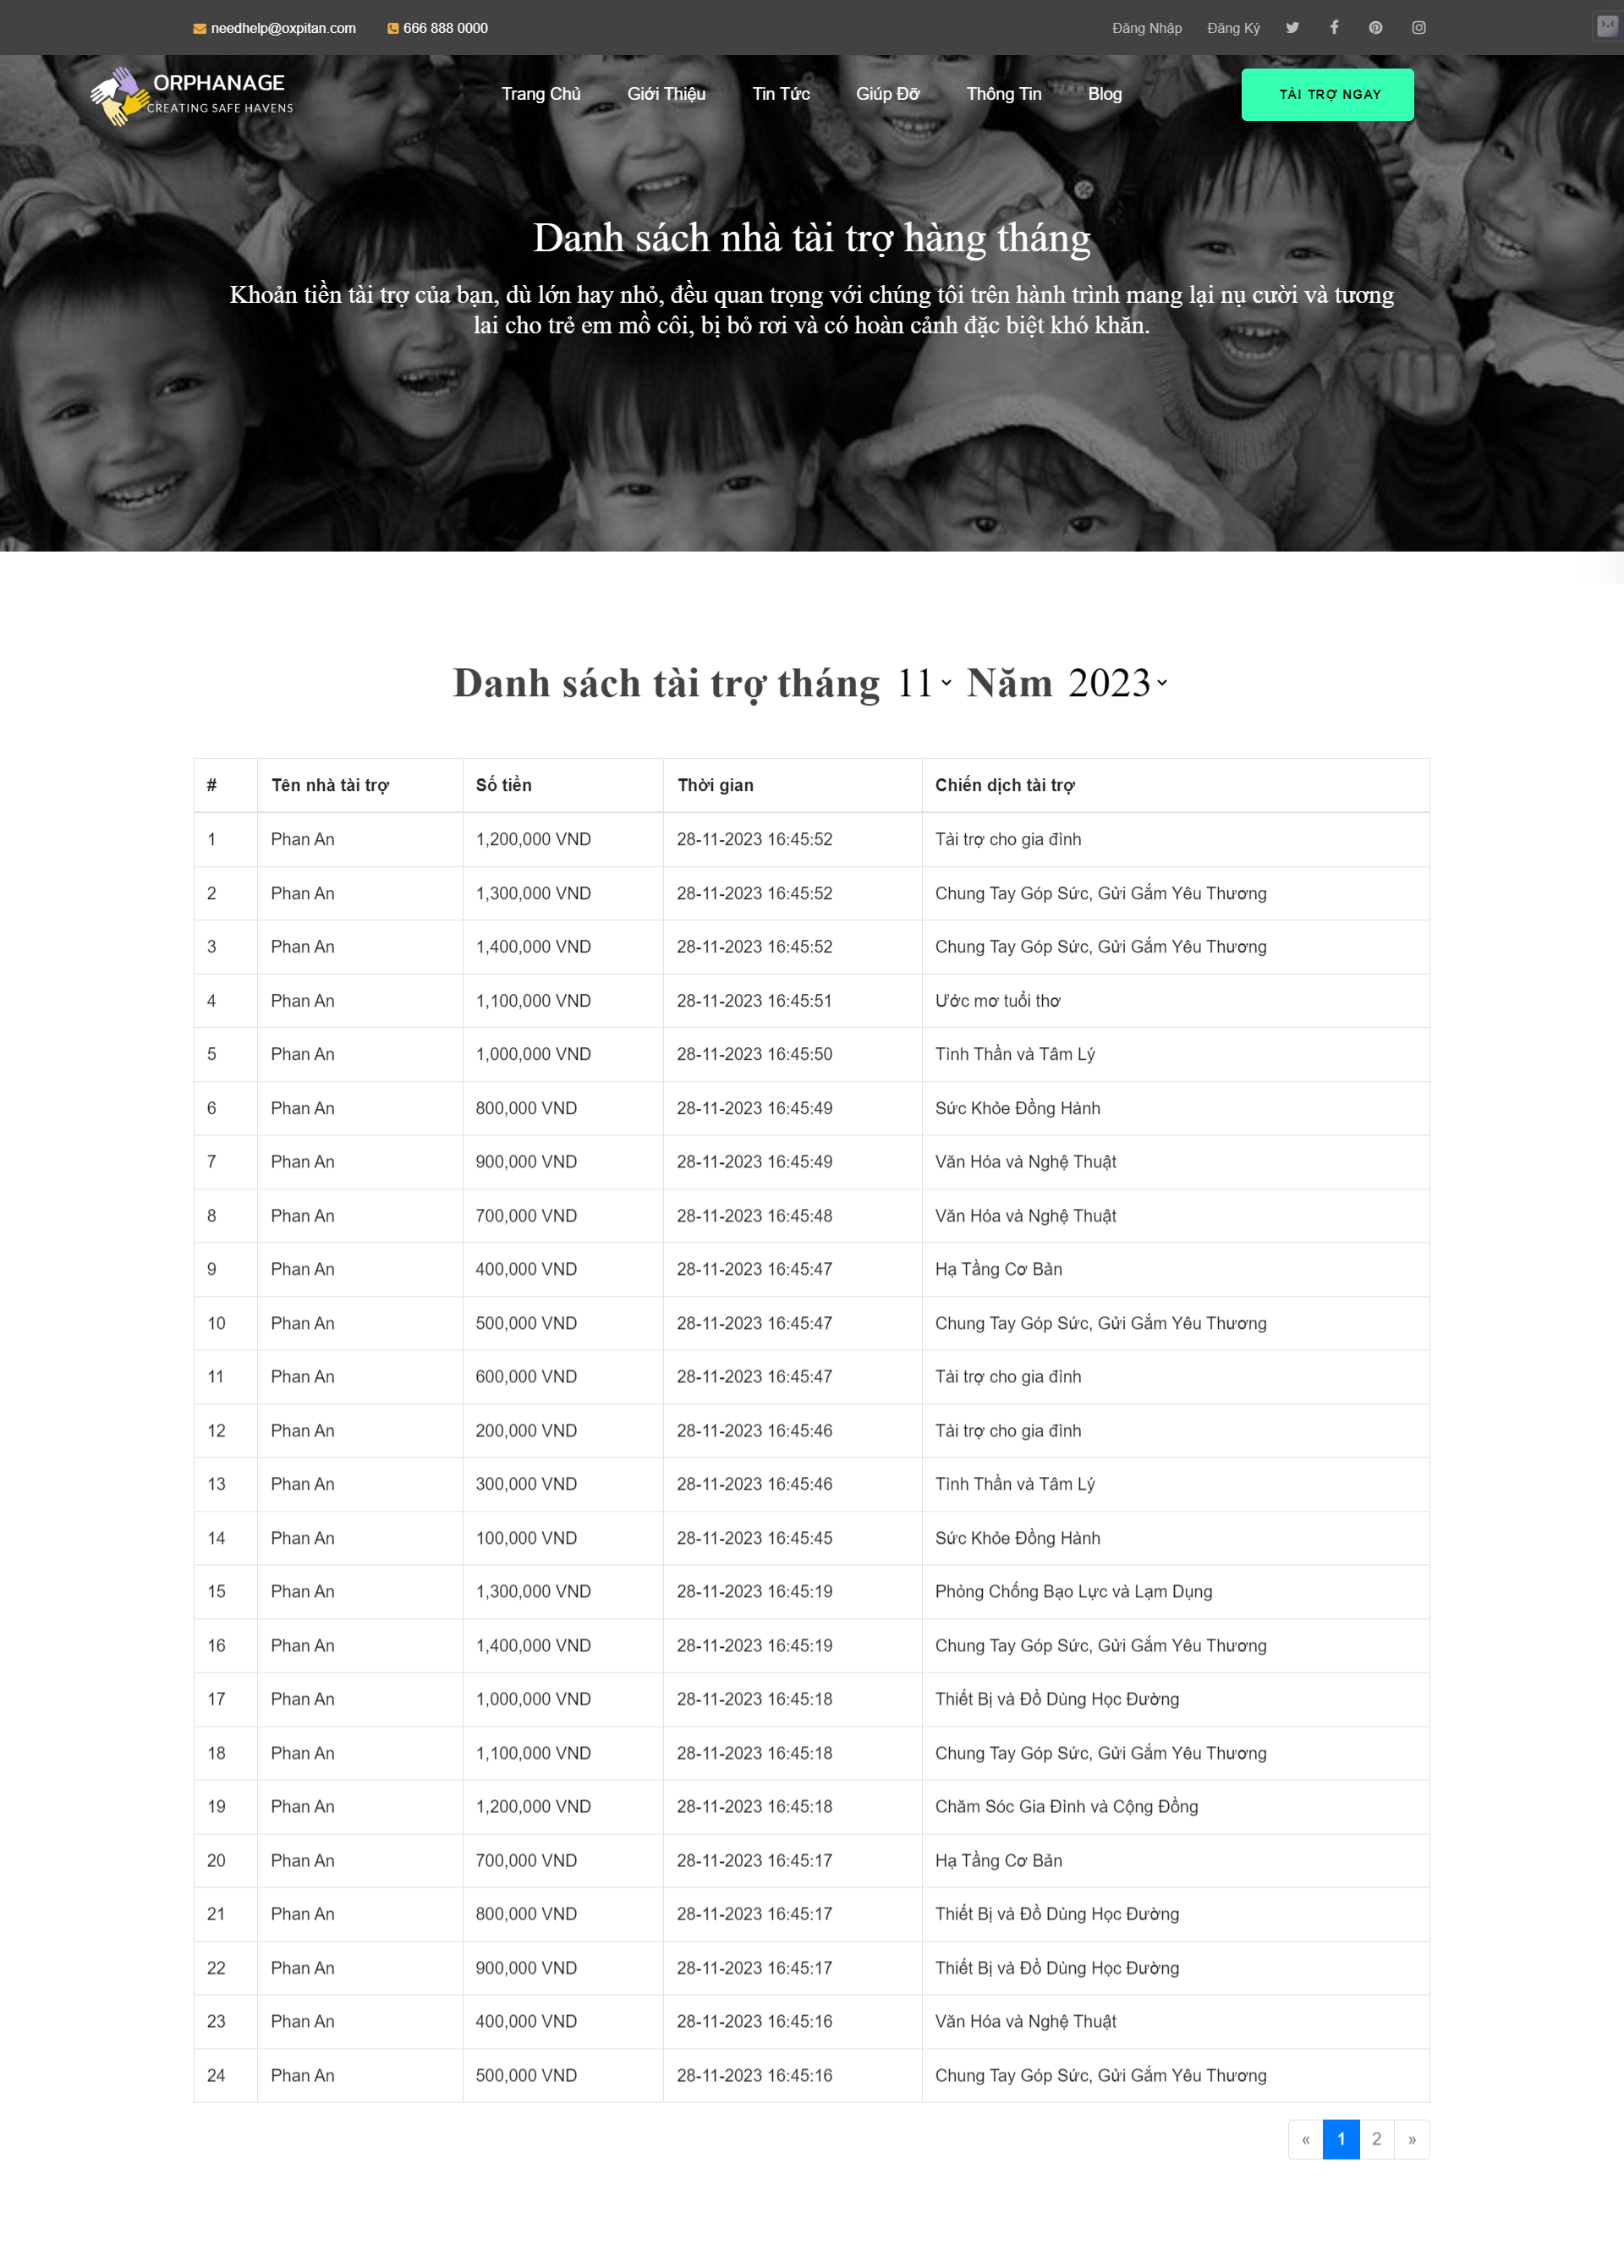 needhelp@oxpitan.com 666 888 0000 Đăng Nhập Đăng Ký
ORPHANAGE
CREATING SAFE HAVENS
Trang Chủ Giới Thiệu Tin Tức Giúp Đỡ Thông Tin Blog TÀI TRỢ NGAY
Danh sách nhà tài trợ hàng tháng
Khoản tiền tài trợ của bạn, dù lớn hay nhỏ, đều quan trọng với chúng tôi trên hành trình mang lại nụ cười và tương
lai cho trẻ em mồ côi, bị bỏ rơi và có hoàn cảnh đặc biệt khó khăn.
Danh sách tài trợ tháng 11 Năm 2023
# Tên nhà tài trợ Số tiền Thời gian Chiến dịch tài trợ
1 Phan An 1,200,000 VND 28-11-2023 16:45:52 Tài trợ cho gia đình
2 Phan An 1,300,000 VND 28-11-2023 16:45:52 Chung Tay Góp Sức, Gửi Gắm Yêu Thương
3 Phan An 1,400,000 VND 28-11-2023 16:45:52 Chung Tay Góp Sức, Gửi Gắm Yêu Thương
4 Phan An 1,100,000 VND 28-11-2023 16:45:51 Ước mơ tuổi thơ
5 Phan An 1,000,000 VND 28-11-2023 16:45:50 Tình Thần và Tâm Lý
6 Phan An 800,000 VND 28-11-2023 16:45:49 Sức Khỏe Đồng Hành
7 Phan An 900,000 VND 28-11-2023 16:45:49 Văn Hóa và Nghệ Thuật
8 Phan An 700,000 VND 28-11-2023 16:45:48 Văn Hóa và Nghệ Thuật
9 Phan An 400,000 VND 28-11-2023 16:45:47 Hạ Tầng Cơ Bản
10 Phan An 500,000 VND 28-11-2023 16:45:47 Chung Tay Góp Sức, Gửi Gắm Yêu Thương
11 Phan An 600,000 VND 28-11-2023 16:45:47 Tài trợ cho gia đình
12 Phan An 200,000 VND 28-11-2023 16:45:46 Tài trợ cho gia đình
13 Phan An 300,000 VND 28-11-2023 16:45:46 Tình Thần và Tâm Lý
14 Phan An 100,000 VND 28-11-2023 16:45:45 Sức Khỏe Đồng Hành
15 Phan An 1,300,000 VND 28-11-2023 16:45:19 Phòng Chống Bạo Lực và Lạm Dụng
16 Phan An 1,400,000 VND 28-11-2023 16:45:19 Chung Tay Góp Sức, Gửi Gắm Yêu Thương
17 Phan An 1,000,000 VND 28-11-2023 16:45:18 Thiết Bị và Đồ Dùng Học Đường
18 Phan An 1,100,000 VND 28-11-2023 16:45:18 Chung Tay Góp Sức, Gửi Gắm Yêu Thương
19 Phan An 1,200,000 VND 28-11-2023 16:45:18 Chăm Sóc Gia Đình và Cộng Đồng
20 Phan An 700,000 VND 28-11-2023 16:45:17 Hạ Tầng Cơ Bản
21 Phan An 800,000 VND 28-11-2023 16:45:17 Thiết Bị và Đồ Dùng Học Đường
22 Phan An 900,000 VND 28-11-2023 16:45:17 Thiết Bị và Đồ Dùng Học Đường
23 Phan An 400,000 VND 28-11-2023 16:45:16 Văn Hóa và Nghệ Thuật
24 Phan An 500,000 VND 28-11-2023 16:45:16 Chung Tay Góp Sức, Gửi Gắm Yêu Thương
« 1 2 »